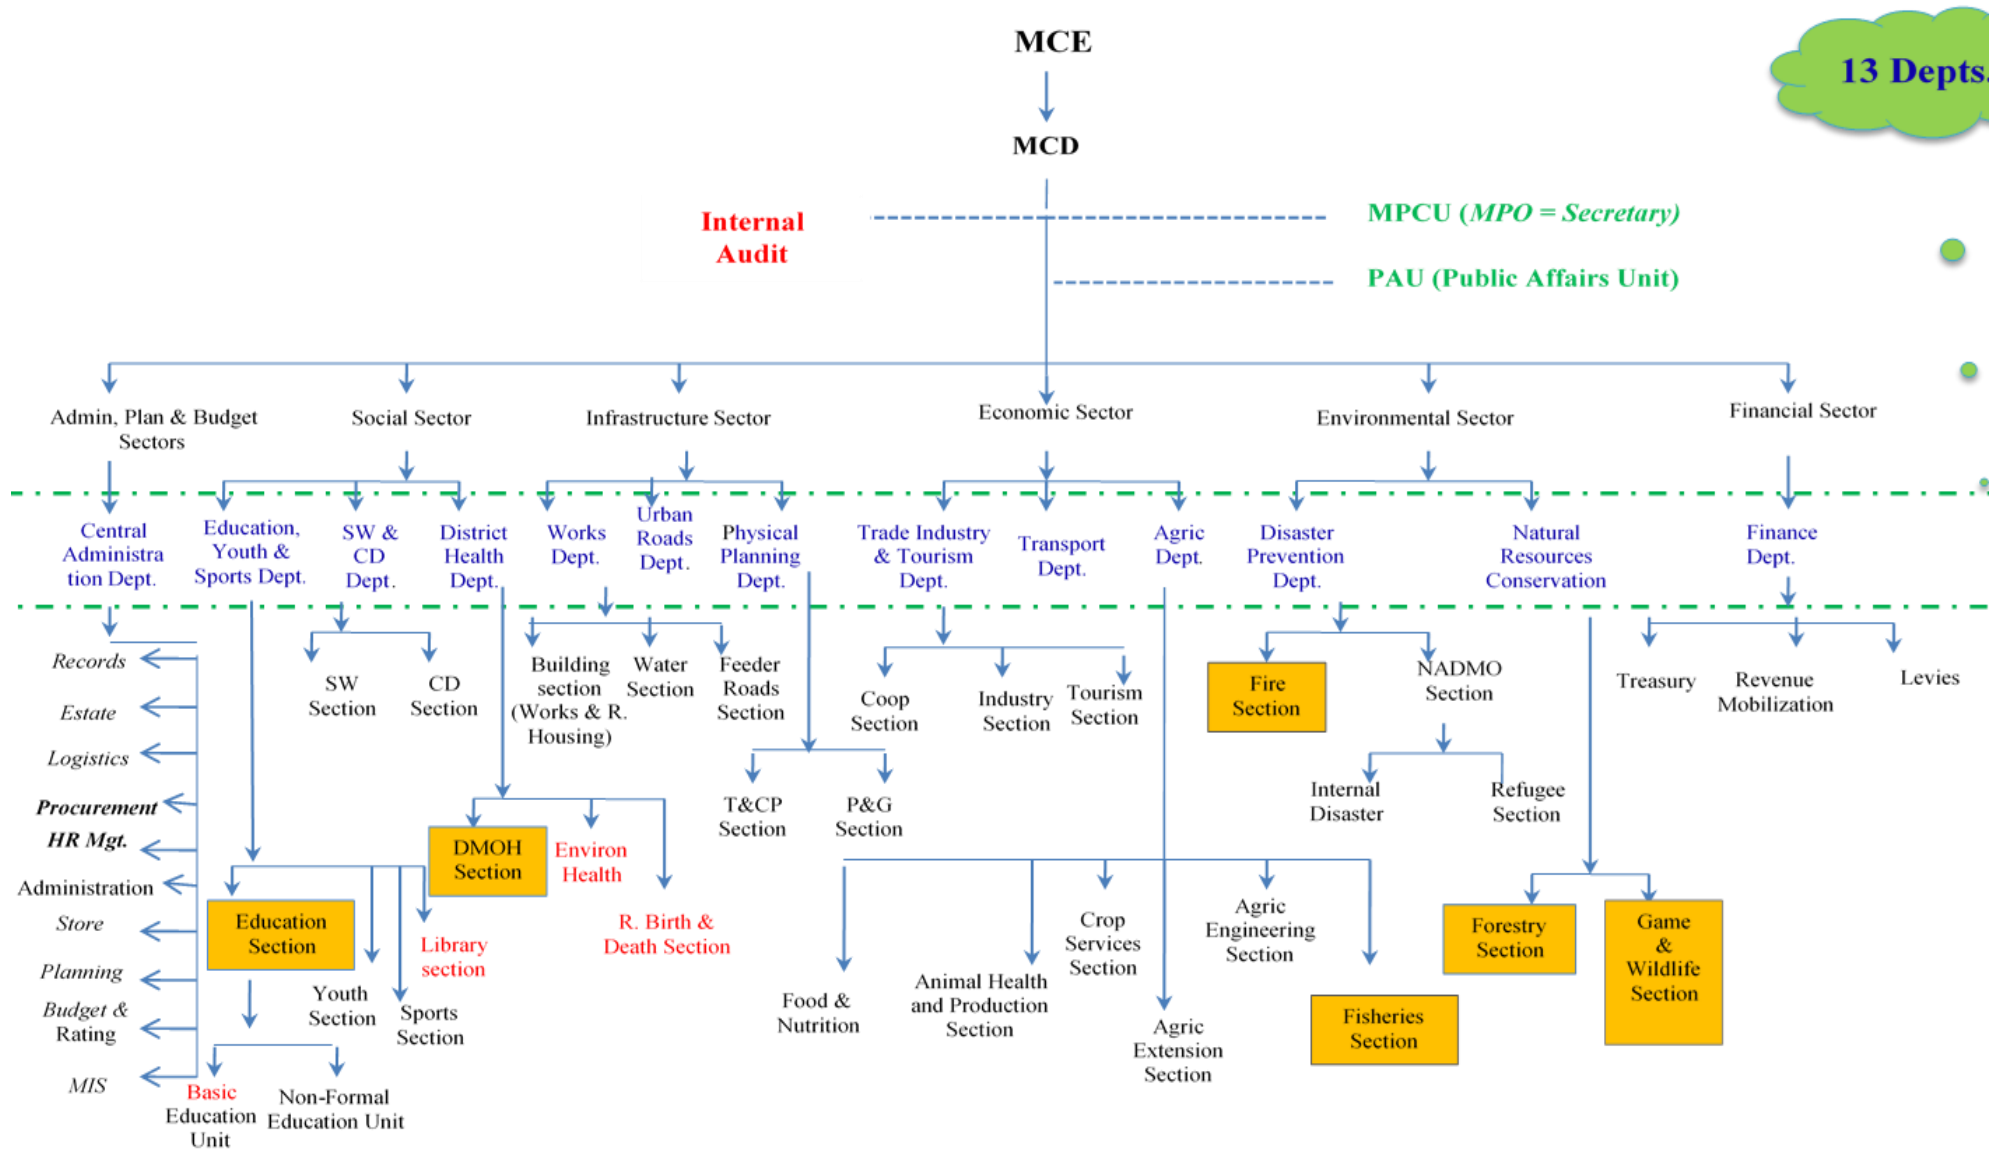 MCE
13 Depts.
MCD
Internal
Audit
MPCU (MPO = Secretary)
PAU (Public Affairs Unit)
Admin, Plan & Budget
Sectors
Social Sector
Infrastructure Sector
Economic Sector
Environmental Sector
Financial Sector
Central
Administra
tion Dept.
Education,
Youth &
Sports Dept.
SW &
CD
Dept.
District
Health
Dept.
Works
Dept.
Urban
Roads
Dept.
Physical
Planning
Dept.
Trade Industry
& Tourism
Dept.
Transport
Dept.
Agric
Dept.
Disaster
Prevention
Dept.
Natural
Resources
Conservation
Finance
Dept.
Records
Estate
Logistics
Procurement
HR Mgt.
Administration
Store
Planning
Budget &
Rating
MIS
SW
Section
CD
Section
Building
section
(Works & R.
Housing)
Water
Section
Feeder
Roads
Section
Coop
Section
Industry
Section
Tourism
Section
Fire
Section
NADMO
Section
Treasury
Revenue
Mobilization
Levies
Internal
Disaster
Refugee
Section
T&CP
Section
P&G
Section
DMOH
Section
Environ
Health
R. Birth &
Death Section
Education
Section
Library
section
Youth
Section
Sports
Section
Basic
Education
Unit
Non-Formal
Education Unit
Food &
Nutrition
Animal Health
and Production
Section
Crop
Services
Section
Agric
Extension
Section
Agric
Engineering
Section
Fisheries
Section
Forestry
Section
Game
&
Wildlife
Section